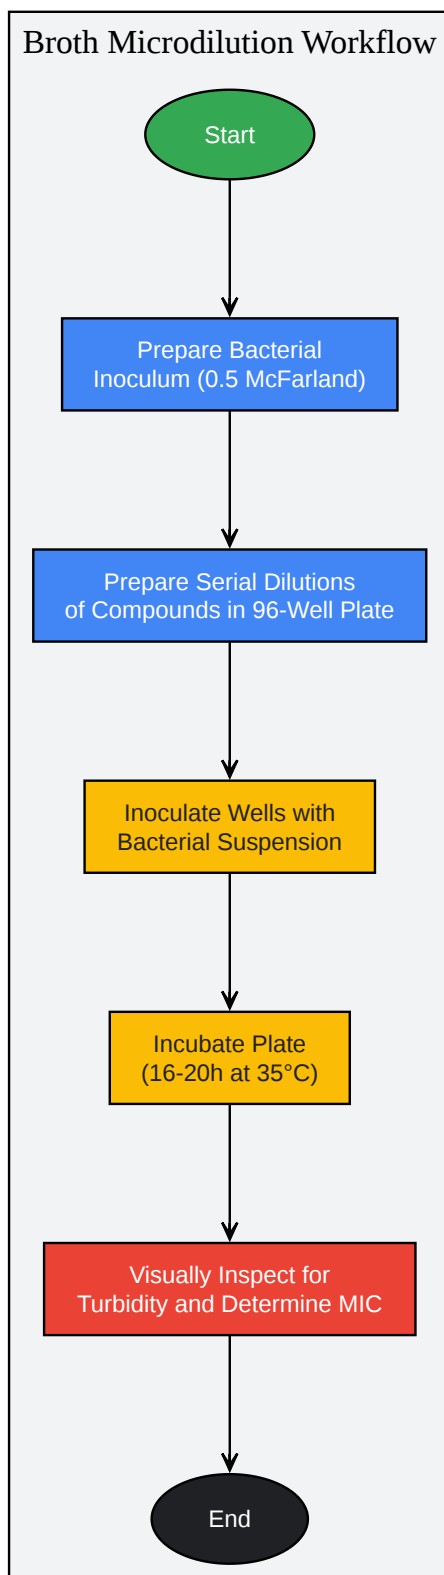 Broth Microdilution Workflow
Start
Prepare Bacterial
Inoculum (0.5 McFarland)
Prepare Serial Dilutions
of Compounds in 96-Well Plate
Inoculate Wells with
Bacterial Suspension
Incubate Plate
(16-20h at 35°C)
Visually Inspect for
Turbidity and Determine MIC
End